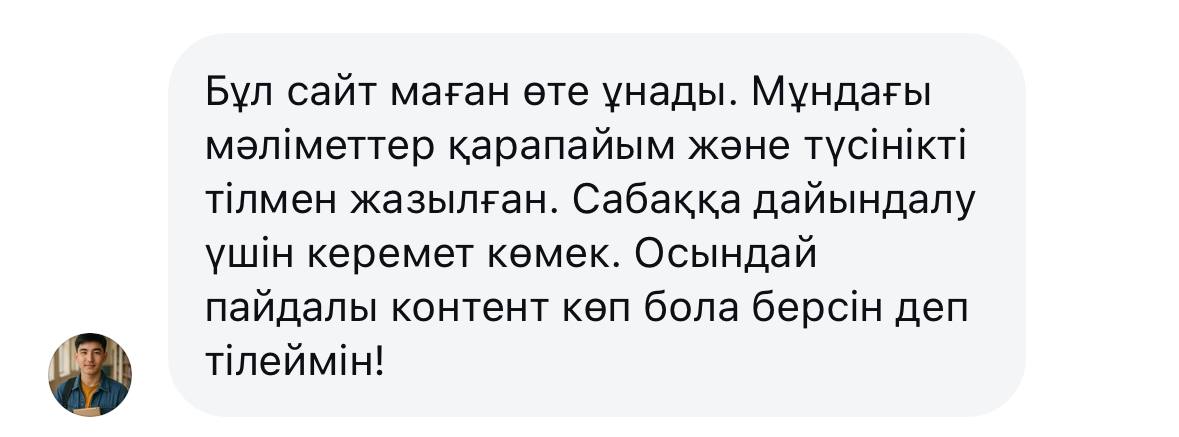 Бұл сайт маған өте ұнады. Мұндағы
мәліметтер қарапайым және түсінікті
тілмен жазылған. Сабаққа дайындалу
үшін керемет көмек. Осындай
пайдалы контент көп бола берсін деп
тілеймін!